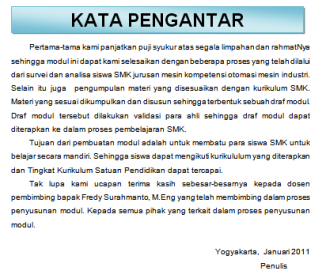 KATA PENGANTAR
Pertama-tama kami panjatkan puji syukur atas segala limpahan dan rahmatNya
sehingga modul ini dapat kami selesaikan dengan beberapa proses yang telah dilalui
dari survei dan analisa siswa SMK jurusan mesin kompetensi otomasi mesin industri.
Selain itu juga pengumpulan materi yang disesuaikan dengan kurikulum SMK.
Materi yang sesuai dikumpulkan dan disusun sehingga terbentuk sebuah draf modul.
Draf modul tersebut dilakukan validasi para ahli sehingga draf modul dapat
diterapkan ke dalam proses pembelajaran SMK.
Tujuan dari pembuatan modul adalah untuk membatu para siswa SMK untuk
belajar secara mandiri. Sehingga siswa dapat mengikuti kurikululum yang diterapkan
dan Tingkat Kurikulum Satuan Pendidikan dapat tercapai.
Tak lupa kami ucapan terima kasih sebesar-besarnya kepada dosen
pembimbing bapak Fredy Surahmanto, M.Eng yang telah membimbing dalam proses
penyusunan modul. Kepada semua pihak yang terkait dalam proses penyusunan
modul.
Yogyakarta, Januari 2011
Penulis